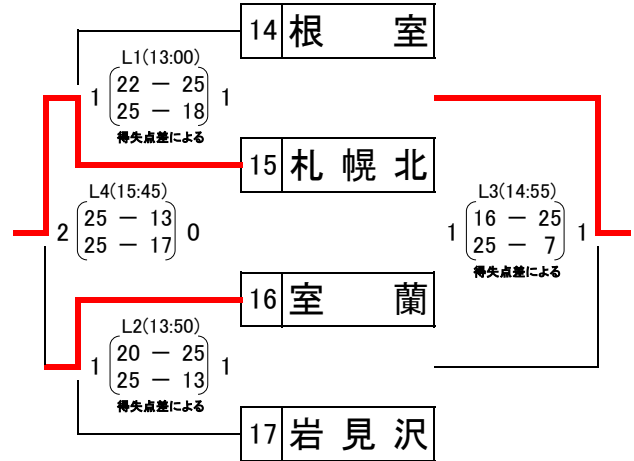 14 根 室
L1(13:00)
1 22 － 25 1
25 － 18
得失点差による
15 札 幌 北
L4(15:45)
2 25 － 13 0
25 － 17
L3(14:55)
1 16 － 25 1
25 － 7
得失点差による
16 室 蘭
L2(13:50)
1 20 － 25 1
25 － 13
得失点差による
17 岩 見 沢